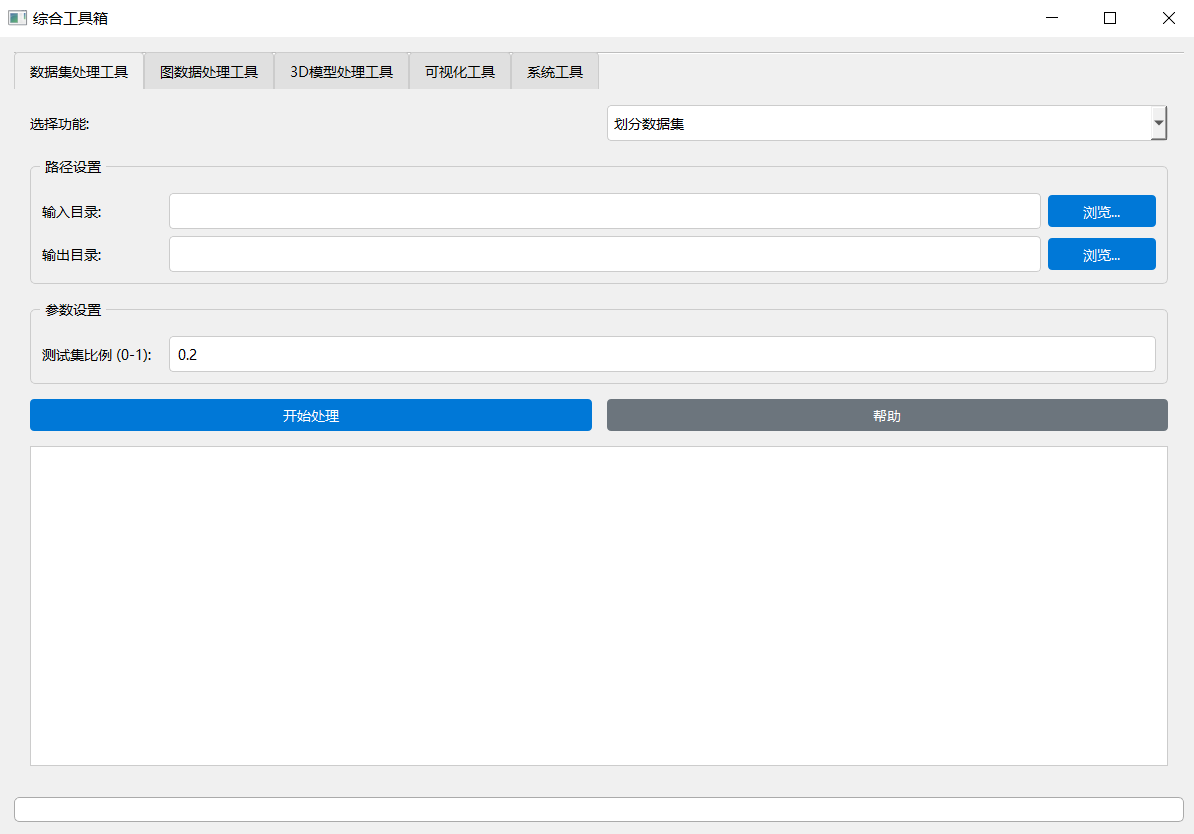 综合工具箱
数据集处理工具 图数据处理工具 3D模型处理工具 可视化工具 系统工具
选择功能: 划分数据集
路径设置
输入目录: 浏览...
输出目录: 浏览...
参数设置
测试集比例 (0-1): 0.2
开始处理 帮助